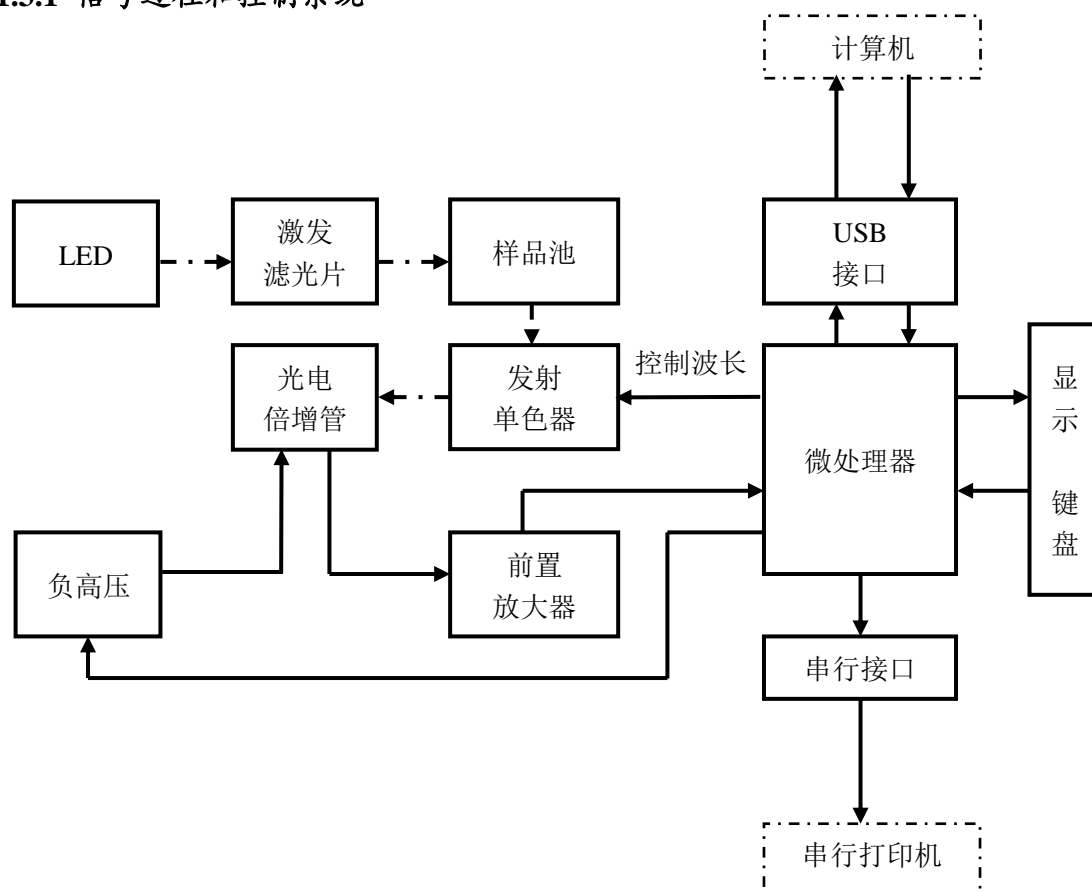 计算机
LED
激发
滤光片
样品池
USB
接口
光电
倍增管
发射
单色器
控制波长
微处理器
显
示
键
盘
负高压
前置
放大器
串行接口
串行打印机